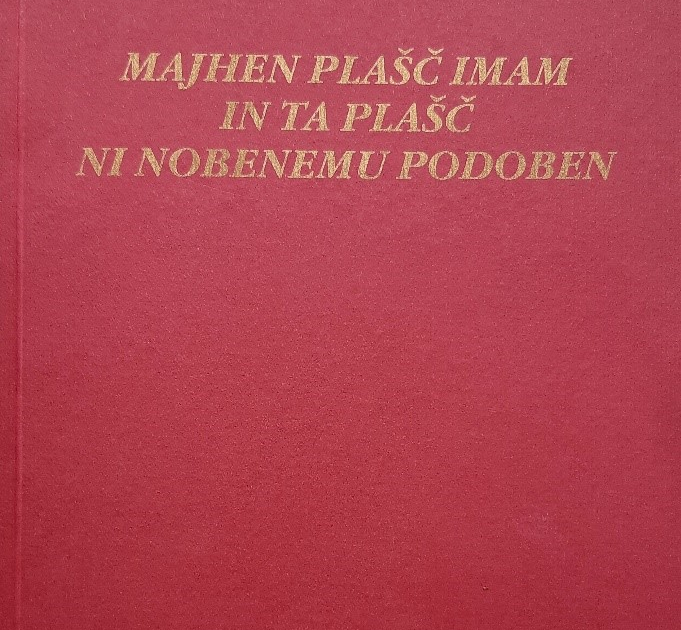 MAJHEN PLAŠČ IMAM
IN TA PLAŠČ
NI NOBENEMU PODOBEN